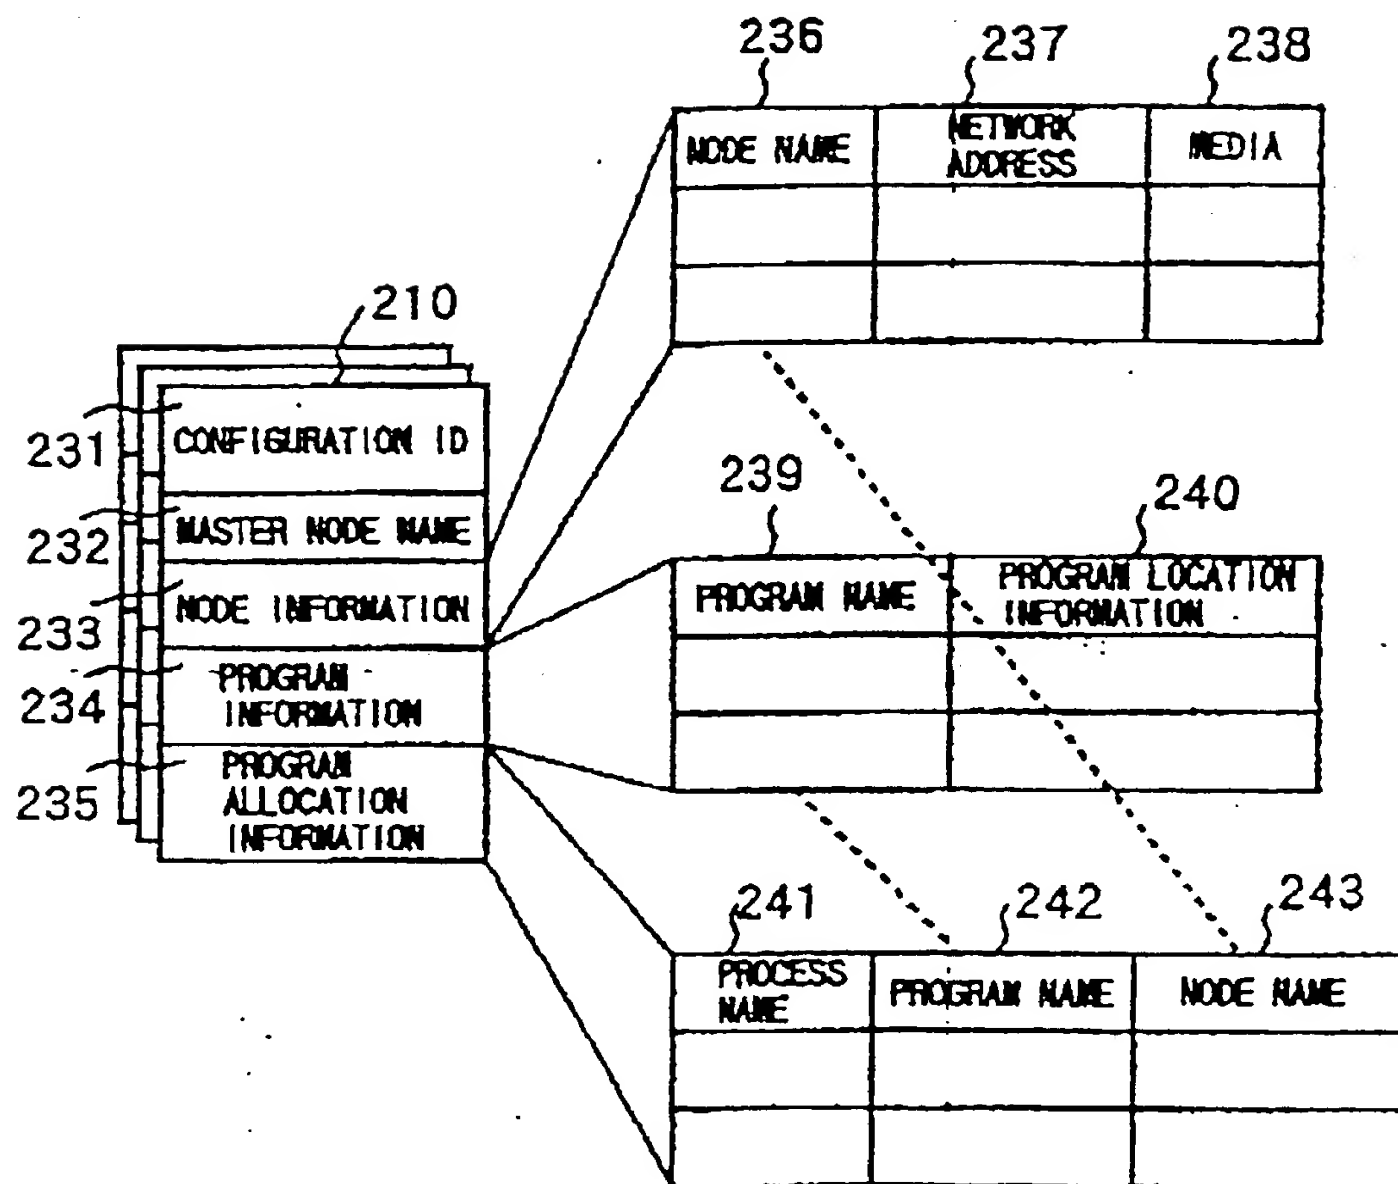 236
237
238
NODE NAME
NETWORK
ADDRESS
MEDIA
210
231
CONFIGURATION ID
232
MASTER NODE NAME
233
NODE INFORMATION
234
PROGRAM
INFORMATION
235
PROGRAM
ALLOCATION
INFORMATION
239
240
PROGRAM NAME
PROGRAM LOCATION
INFORMATION
241
242
243
PROCESS
NAME
PROGRAM NAME
NODE NAME